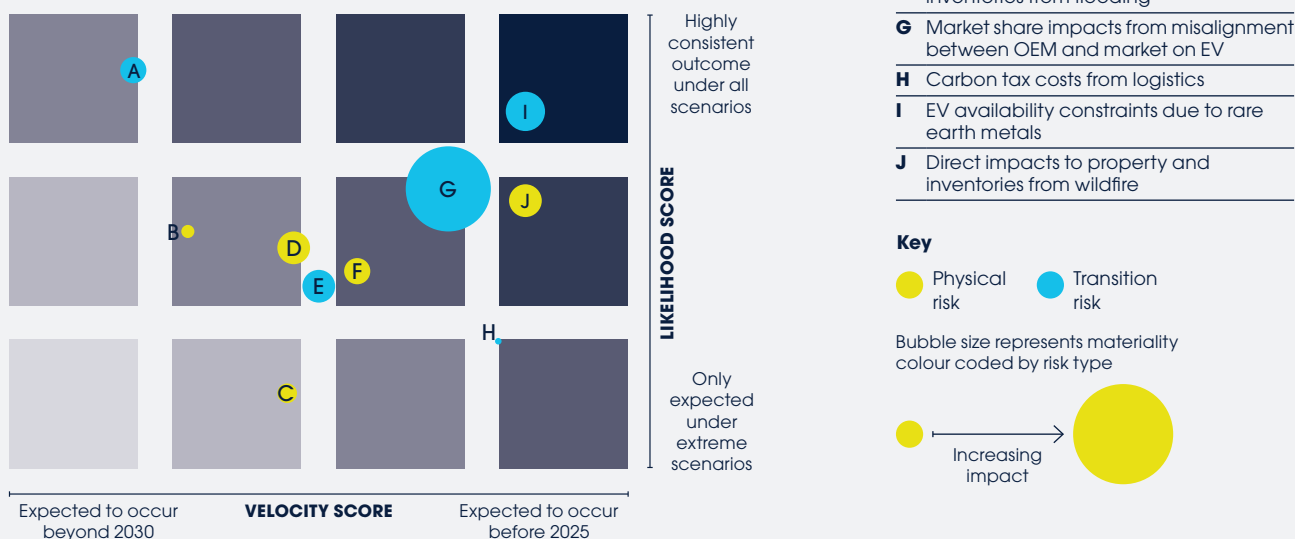 A
I
G
J
B
D
E
F
H
C
Highly
consistent
outcome
under all
scenarios
LIKELIHOOD SCORE
Only
expected
under
extreme
scenarios
Expected to occur
beyond 2030
VELOCITY SCORE
Expected to occur
before 2025
inventories from flooding
G Market share impacts from misalignment
between OEM and market on EV
H Carbon tax costs from logistics
I EV availability constraints due to rare
earth metals
J Direct impacts to property and
inventories from wildfire
Key
Physical
risk
Transition
risk
Bubble size represents materiality
colour coded by risk type
Increasing
impact